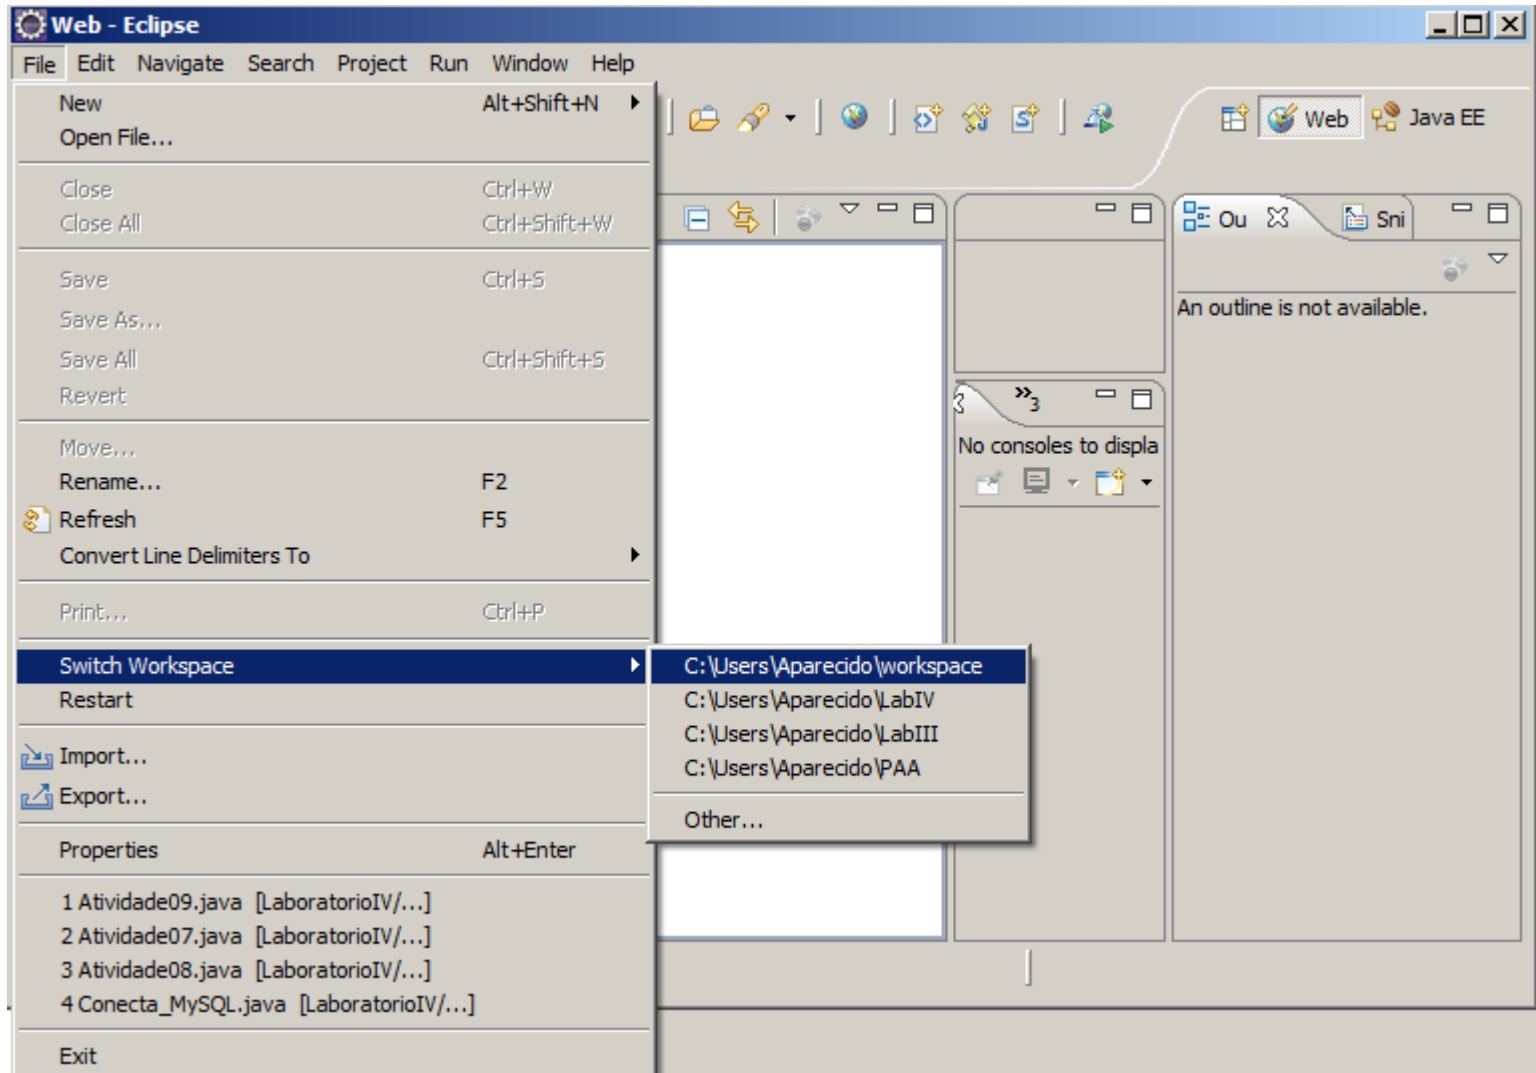 Web - Eclipse
File Edit Navigate Search Project Run Window Help
New Alt+Shift+N
Open File...
Close Ctrl+W
Close All Ctrl+Shift+W
Save Ctrl+S
Save As...
Save All Ctrl+Shift+S
Revert
Move...
Rename... F2
Refresh F5
Convert Line Delimiters To
Print... Ctrl+P
Switch Workspace
Restart
Import...
Export...
Properties Alt+Enter
1 Atividade09.java [LaboratorioIV/...]
2 Atividade07.java [LaboratorioIV/...]
3 Atividade08.java [LaboratorioIV/...]
4 Conecta_MySQL.java [LaboratorioIV/...]
Exit
C:\Users\Aparecido\workspace
C:\Users\Aparecido\LabIV
C:\Users\Aparecido\LabIII
C:\Users\Aparecido\PAA
Other...
Web Java EE
Ou Sni
An outline is not available.
»3
No consoles to displa